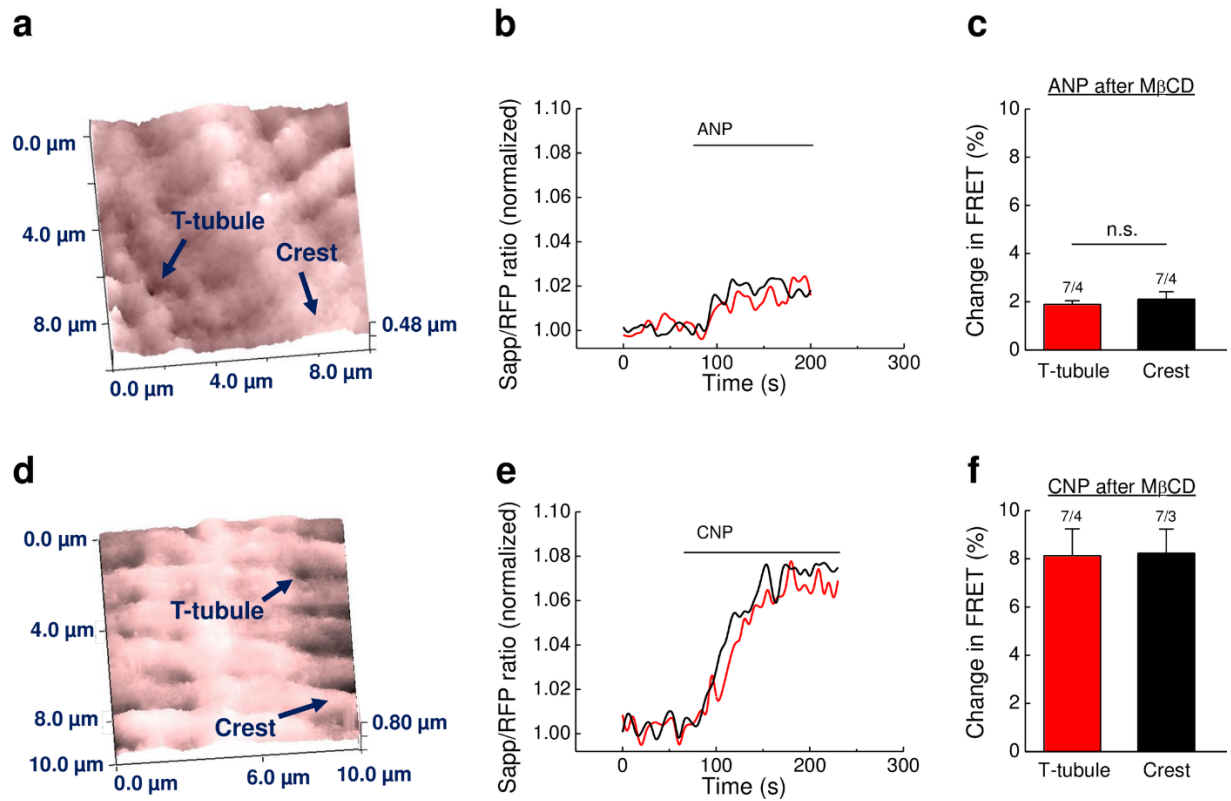 a
0.0 µm
4.0 µm
8.0 µm
T-tubule
Crest
0.48 µm
0.0 µm
4.0 µm
8.0 µm
b
Sapp/RFP ratio (normalized)
1.10
1.08
1.06
1.04
1.02
1.00
ANP
0 100 200 300
Time (s)
c
ANP after MβCD
Change in FRET (%)
10
8
6
4
2
0
n.s.
7/4 7/4
T-tubule Crest
d
0.0 µm
4.0 µm
8.0 µm
10.0 µm
T-tubule
Crest
0.80 µm
0.0 µm
6.0 µm
10.0 µm
e
Sapp/RFP ratio (normalized)
1.10
1.08
1.06
1.04
1.02
1.00
CNP
0 100 200 300
Time (s)
f
CNP after MβCD
Change in FRET (%)
10
8
6
4
2
0
7/4 7/3
T-tubule Crest